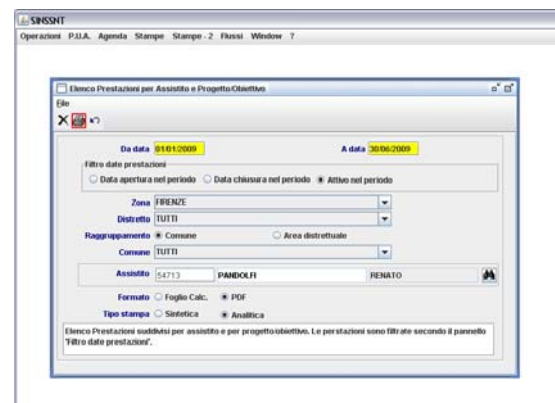 SINSSNT
Operazioni P.U.A. Agenda Stampe Stampe - 2 Flussi Window ?
Elenco Prestazioni per Assistito e Progetto/Obiettivo
File
Da data 01/01/2009 A data 30/06/2009
Filtro date prestazioni
Data apertura nel periodo Data chiusura nel periodo Attivo nel periodo
Zona FIRENZE
Distretto TUTTI
Raggruppamento Comune Area distrettuale
Comune TUTTI
Assistito 54713 PANDOLFI RENATO
Formato Foglio Calc. PDF
Tipo stampa Sintetica Analitica
Elenco Prestazioni suddivisi per assistito e per progetto/obiettivo. Le perstazioni sono filtrate secondo il pannello
"Filtro date prestazioni".